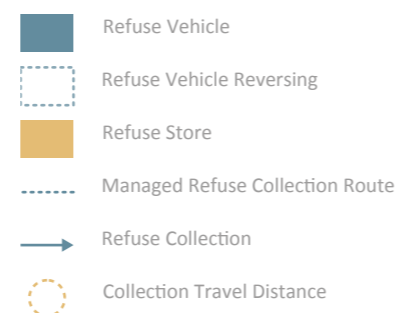 Refuse Vehicle
Refuse Vehicle Reversing
Refuse Store
Managed Refuse Collection Route
Refuse Collection
Collection Travel Distance